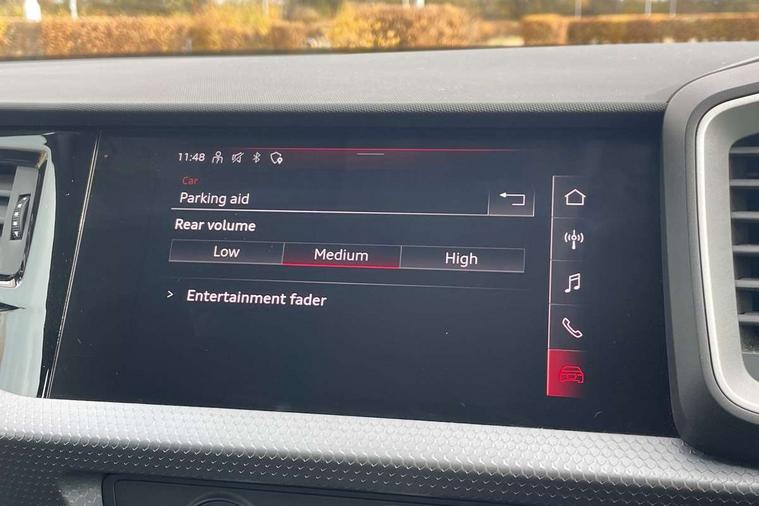 11:48
Car
Parking aid
Rear volume
Low Medium High
> Entertainment fader